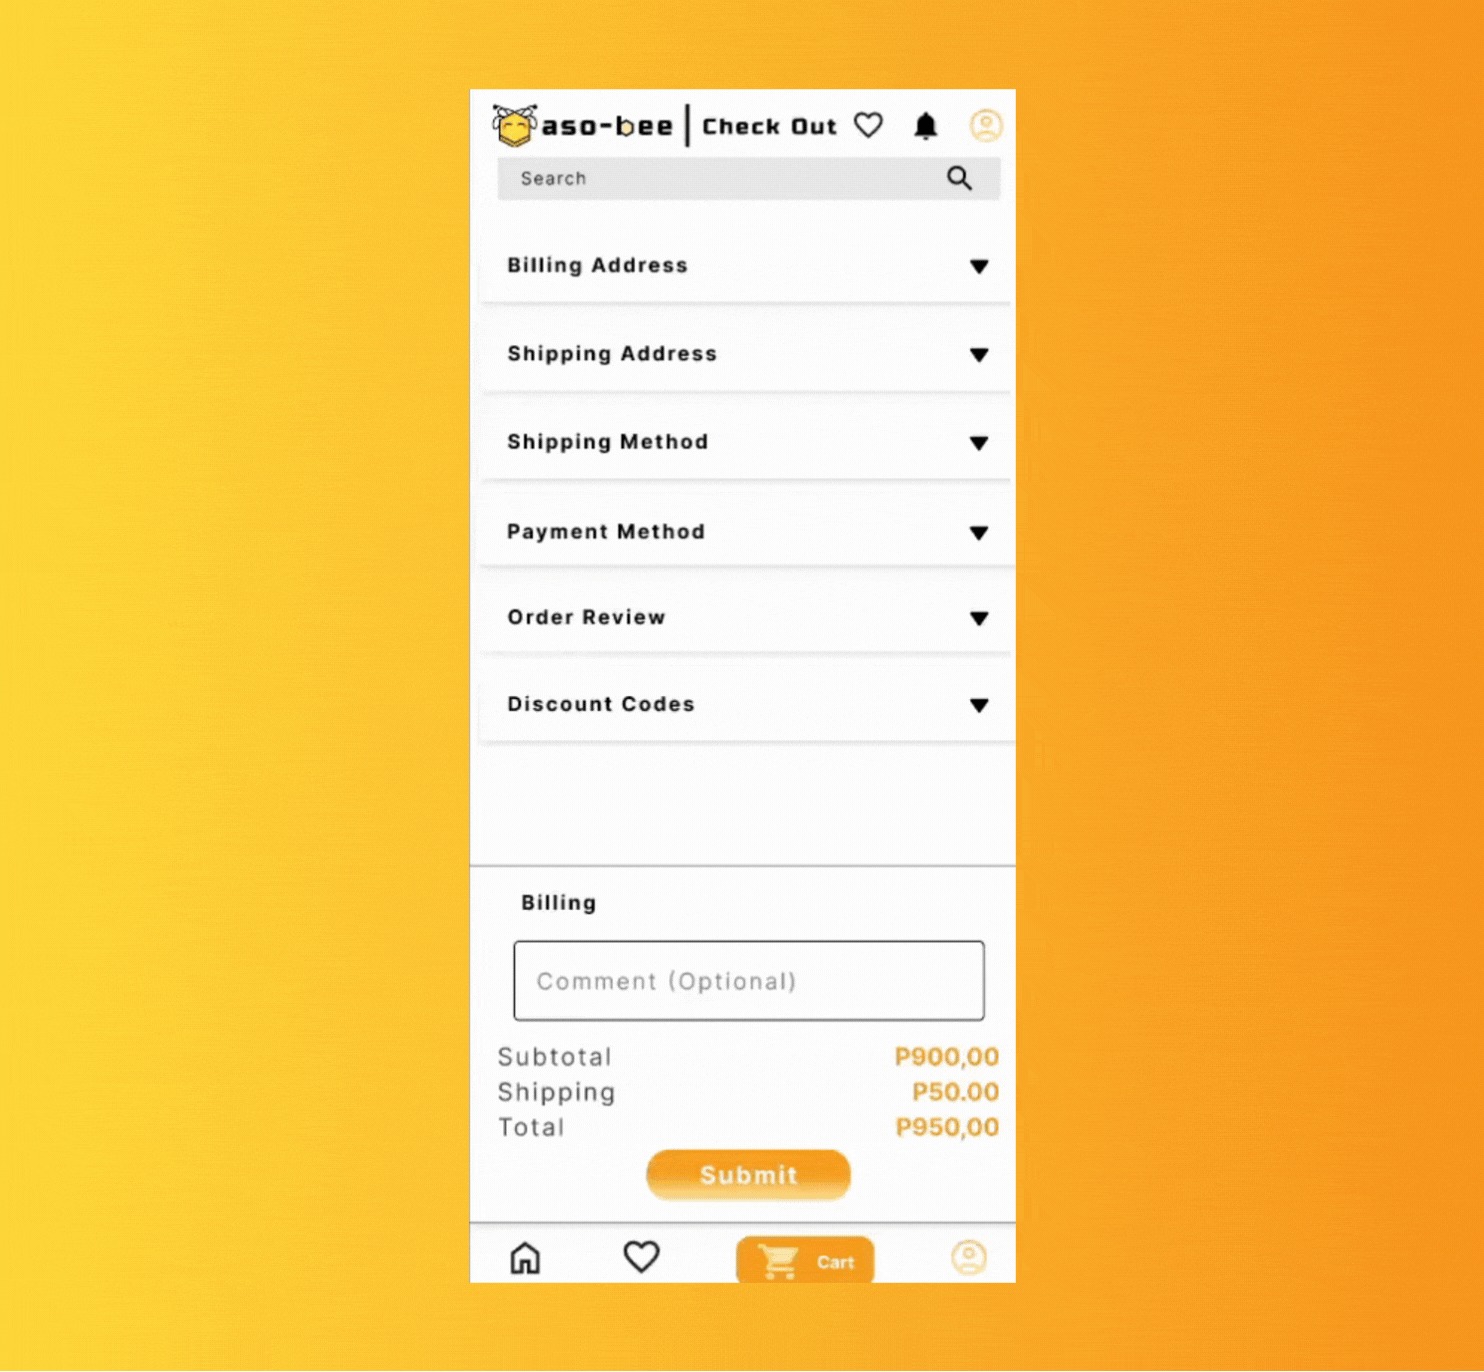 aso-bee | Check Out
Search
Billing Address
Shipping Address
Shipping Method
Payment Method
Order Review
Discount Codes
Billing
Comment (Optional)
Subtotal P900,00
Shipping P50.00
Total P950,00
Submit
Cart